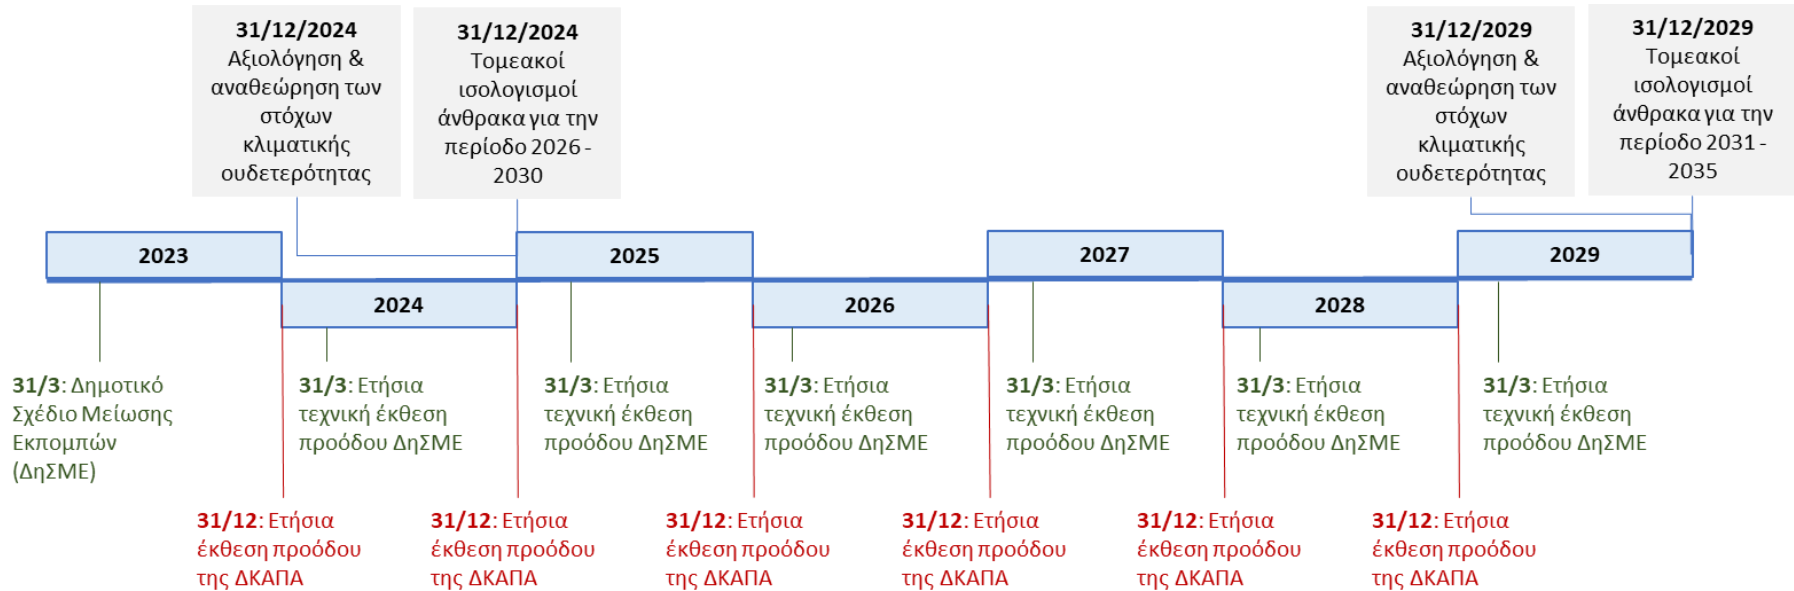 31/12/2024
Αξιολόγηση &
αναθεώρηση των
στόχων
κλιματικής
ουδετερότητας
31/12/2024
Τομεακοί
ισολογισμοί
άνθρακα για την
περίοδο 2026 -
2030
31/12/2029
Αξιολόγηση &
αναθεώρηση των
στόχων
κλιματικής
ουδετερότητας
31/12/2029
Τομεακοί
ισολογισμοί
άνθρακα για την
περίοδο 2031 -
2035
2023
2024
2025
2026
2027
2028
2029
31/3: Δημοτικό
Σχέδιο Μείωσης
Εκπομπών
(ΔηΣΜΕ)
31/3: Ετήσια
τεχνική έκθεση
προόδου ΔηΣΜΕ
31/3: Ετήσια
τεχνική έκθεση
προόδου ΔηΣΜΕ
31/3: Ετήσια
τεχνική έκθεση
προόδου ΔηΣΜΕ
31/3: Ετήσια
τεχνική έκθεση
προόδου ΔηΣΜΕ
31/3: Ετήσια
τεχνική έκθεση
προόδου ΔηΣΜΕ
31/3: Ετήσια
τεχνική έκθεση
προόδου ΔηΣΜΕ
31/12: Ετήσια
έκθεση προόδου
της ΔΚΑΠΑ
31/12: Ετήσια
έκθεση προόδου
της ΔΚΑΠΑ
31/12: Ετήσια
έκθεση προόδου
της ΔΚΑΠΑ
31/12: Ετήσια
έκθεση προόδου
της ΔΚΑΠΑ
31/12: Ετήσια
έκθεση προόδου
της ΔΚΑΠΑ
31/12: Ετήσια
έκθεση προόδου
της ΔΚΑΠΑ